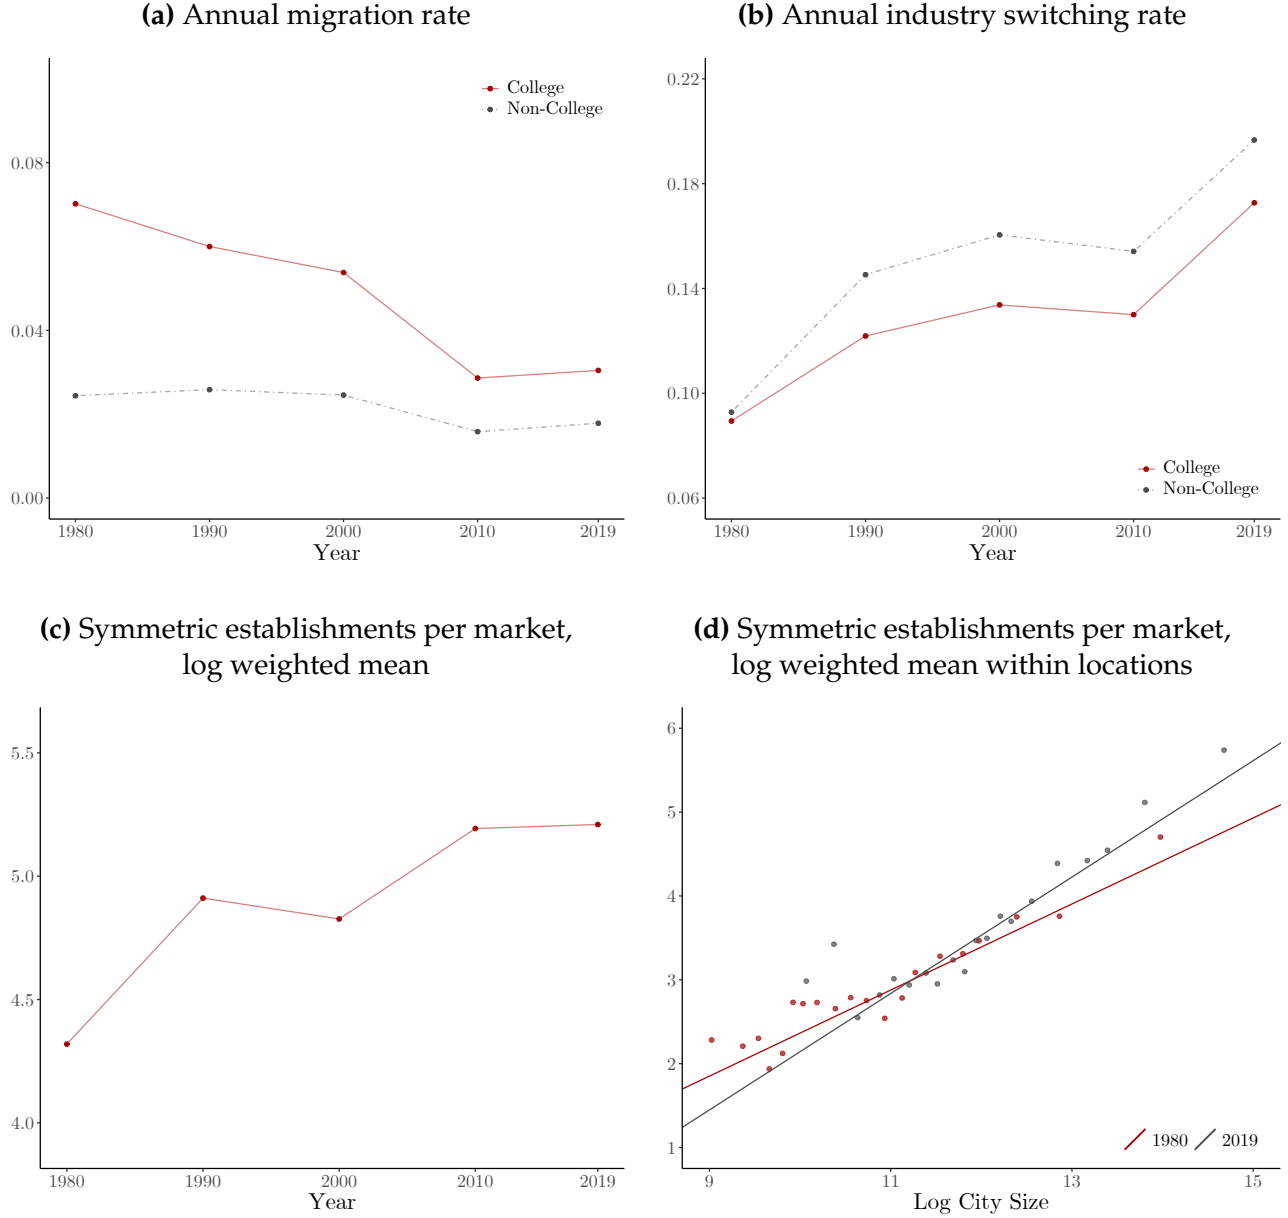 (a) Annual migration rate
College
Non-College
0.08
0.04
0.00
1980 1990 2000 2010 2019
Year
(b) Annual industry switching rate
0.22
0.18
0.14
0.10
0.06
College
Non-College
1980 1990 2000 2010 2019
Year
(c) Symmetric establishments per market,
log weighted mean
5.5
5.0
4.5
4.0
1980 1990 2000 2010 2019
Year
(d) Symmetric establishments per market,
log weighted mean within locations
6
5
4
3
2
1
1980 2019
9 11 13 15
Log City Size